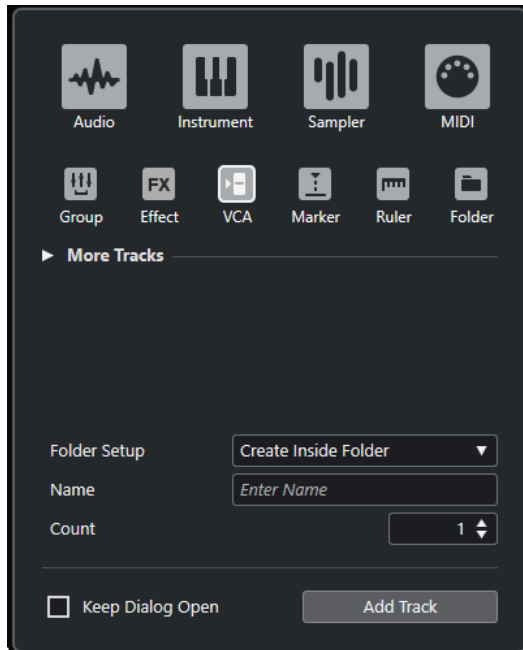 Audio Instrument Sampler MIDI
FX
Group Effect VCA Marker Ruler Folder
More Tracks
Folder Setup Create Inside Folder
Name Enter Name
Count 1
Keep Dialog Open Add Track